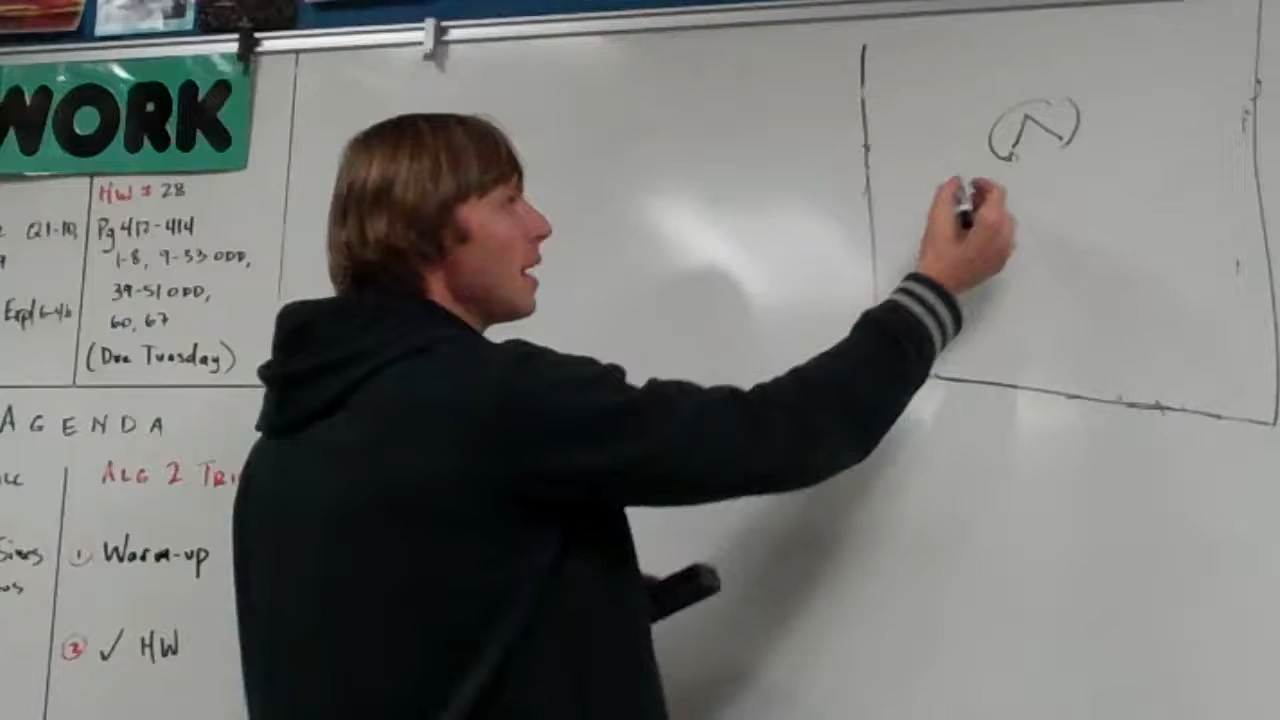 WORK
HW # 28
Q1-10,
Pg 412-414
1-8, 9-33 ODD,
39-51 ODD,
60, 67
(Due Tuesday)
AGENDA
ALG 2 TRI
① Warm-up
② ✓ HW